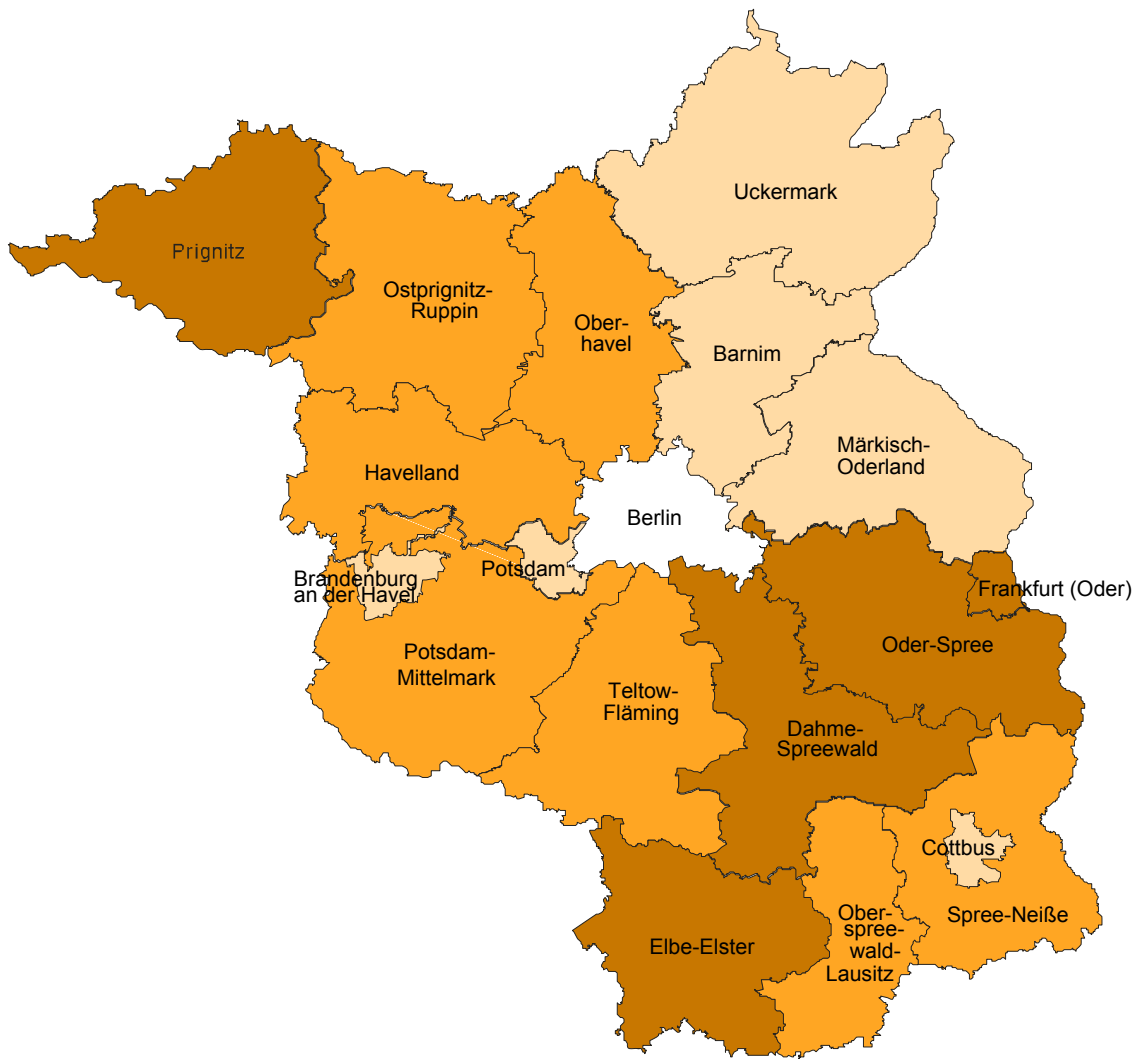 Uckermark
Prignitz
Ostprignitz-
Ruppin
Ober-
havel
Barnim
Märkisch-
Oderland
Havelland
Berlin
Potsdam
Brandenburg
an der Havel
Frankfurt (Oder)
Oder-Spree
Potsdam-
Mittelmark
Teltow-
Fläming
Dahme-
Spreewald
Cottbus
Spree-Neiße
Ober-
spree-
wald-
Lausitz
Elbe-Elster